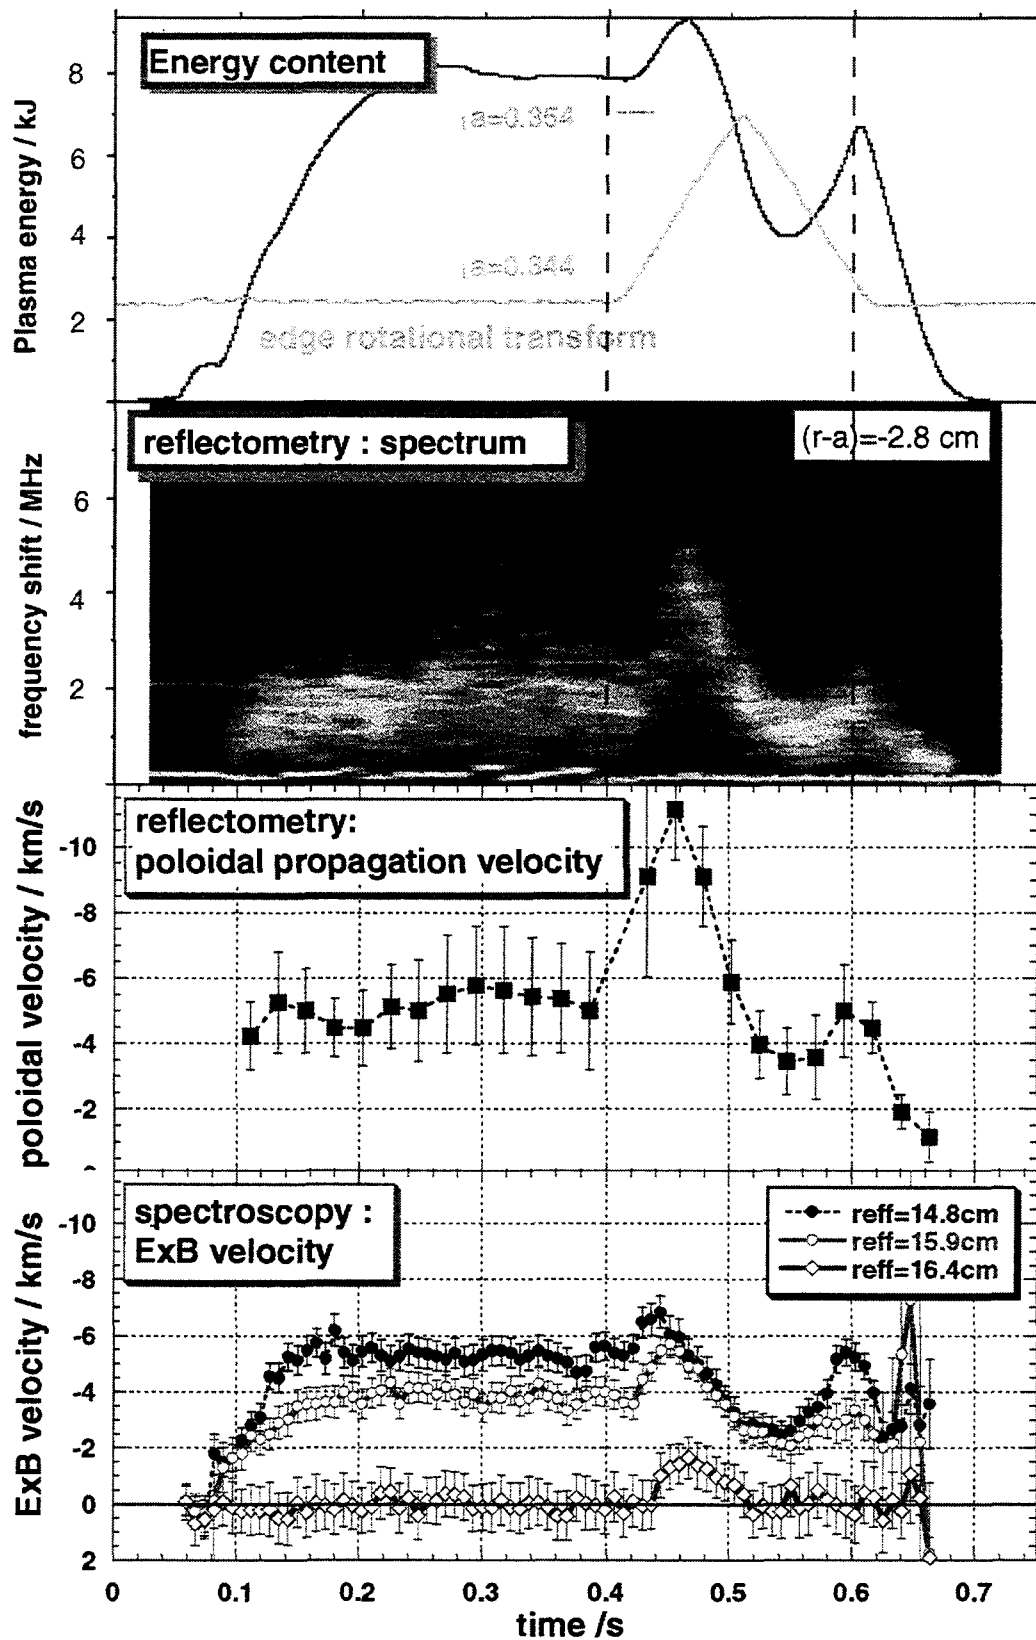 Energy content
Plasma energy / kJ
8
6
4
2
ιa=0.354
ιa=0.344
edge rotational transform
reflectometry : spectrum
(r-a)=-2.8 cm
frequency shift / MHz
6
4
2
reflectometry:
poloidal propagation velocity
poloidal velocity / km/s
-10
-8
-6
-4
-2
spectroscopy :
ExB velocity
reff=14.8cm
reff=15.9cm
reff=16.4cm
ExB velocity / km/s
-10
-8
-6
-4
-2
0
2
0
0.1
0.2
0.3
0.4
0.5
0.6
0.7
time /s